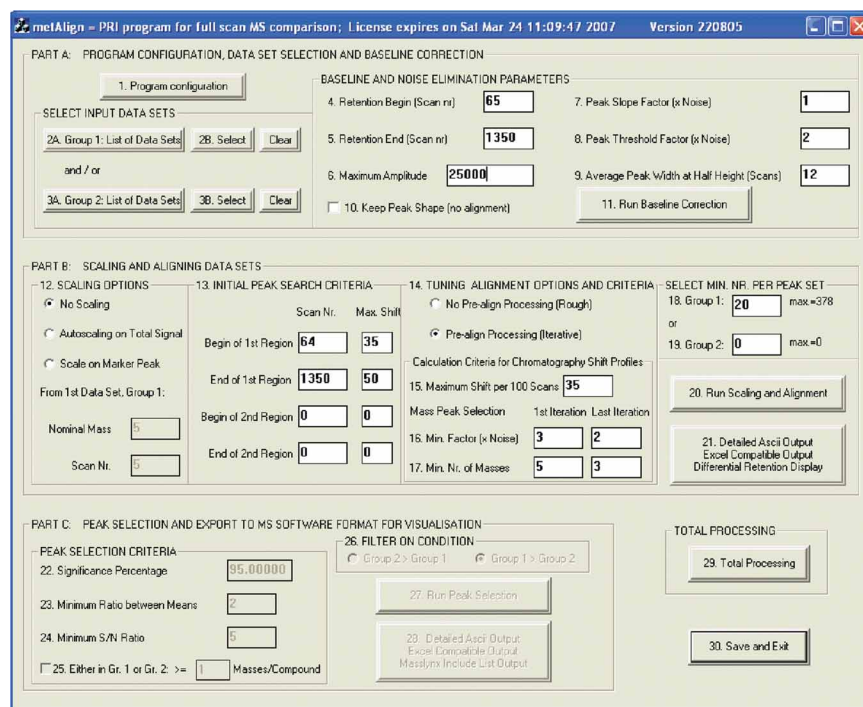 metAlign = PRI program for full scan MS comparison; License expires on Sat Mar 24 11:09:47 2007 Version 220805
PART A: PROGRAM CONFIGURATION, DATA SET SELECTION AND BASELINE CORRECTION
1. Program configuration
SELECT INPUT DATA SETS
2A. Group 1: List of Data Sets 2B. Select Clear
and / or
3A. Group 2: List of Data Sets 3B. Select Clear
BASELINE AND NOISE ELIMINATION PARAMETERS
4. Retention Begin (Scan nr) 65
5. Retention End (Scan nr) 1350
6. Maximum Amplitude 25000
10. Keep Peak Shape (no alignment)
7. Peak Slope Factor (x Noise) 1
8. Peak Threshold Factor (x Noise) 2
9. Average Peak Width at Half Height (Scans) 12
11. Run Baseline Correction
PART B: SCALING AND ALIGNING DATA SETS
12. SCALING OPTIONS
No Scaling
Autoscaling on Total Signal
Scale on Marker Peak
From 1st Data Set, Group 1:
Nominal Mass 5
Scan Nr. 5
13. INITIAL PEAK SEARCH CRITERIA
Scan Nr. Max. Shift
Begin of 1st Region 64 35
End of 1st Region 1350 50
Begin of 2nd Region 0 0
End of 2nd Region 0 0
14. TUNING ALIGNMENT OPTIONS AND CRITERIA
No Pre-align Processing (Rough)
Pre-align Processing (Iterative)
Calculation Criteria for Chromatography Shift Profiles
15. Maximum Shift per 100 Scans 35
Mass Peak Selection 1st Iteration Last Iteration
16. Min. Factor (x Noise) 3 2
17. Min. Nr. of Masses 5 3
SELECT MIN. NR. PER PEAK SET
18. Group 1: 20 max.=378
or
19. Group 2: 0 max.=0
20. Run Scaling and Alignment
21. Detailed Ascii Output
Excel Compatible Output
Differential Retention Display
PART C: PEAK SELECTION AND EXPORT TO MS SOFTWARE FORMAT FOR VISUALISATION
PEAK SELECTION CRITERIA
22. Significance Percentage 95.00000
23. Minimum Ratio between Means 2
24. Minimum S/N Ratio 5
25. Either in Gr. 1 or Gr. 2: >= 1 Masses/Compound
26. FILTER ON CONDITION
Group 2 > Group 1 Group 1 > Group 2
27. Run Peak Selection
28. Detailed Ascii Output
Excel Compatible Output
Masslynx Include List Output
TOTAL PROCESSING
29. Total Processing
30. Save and Exit